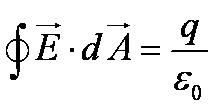 ∮ E⃗ · dA⃗ = q/ε₀